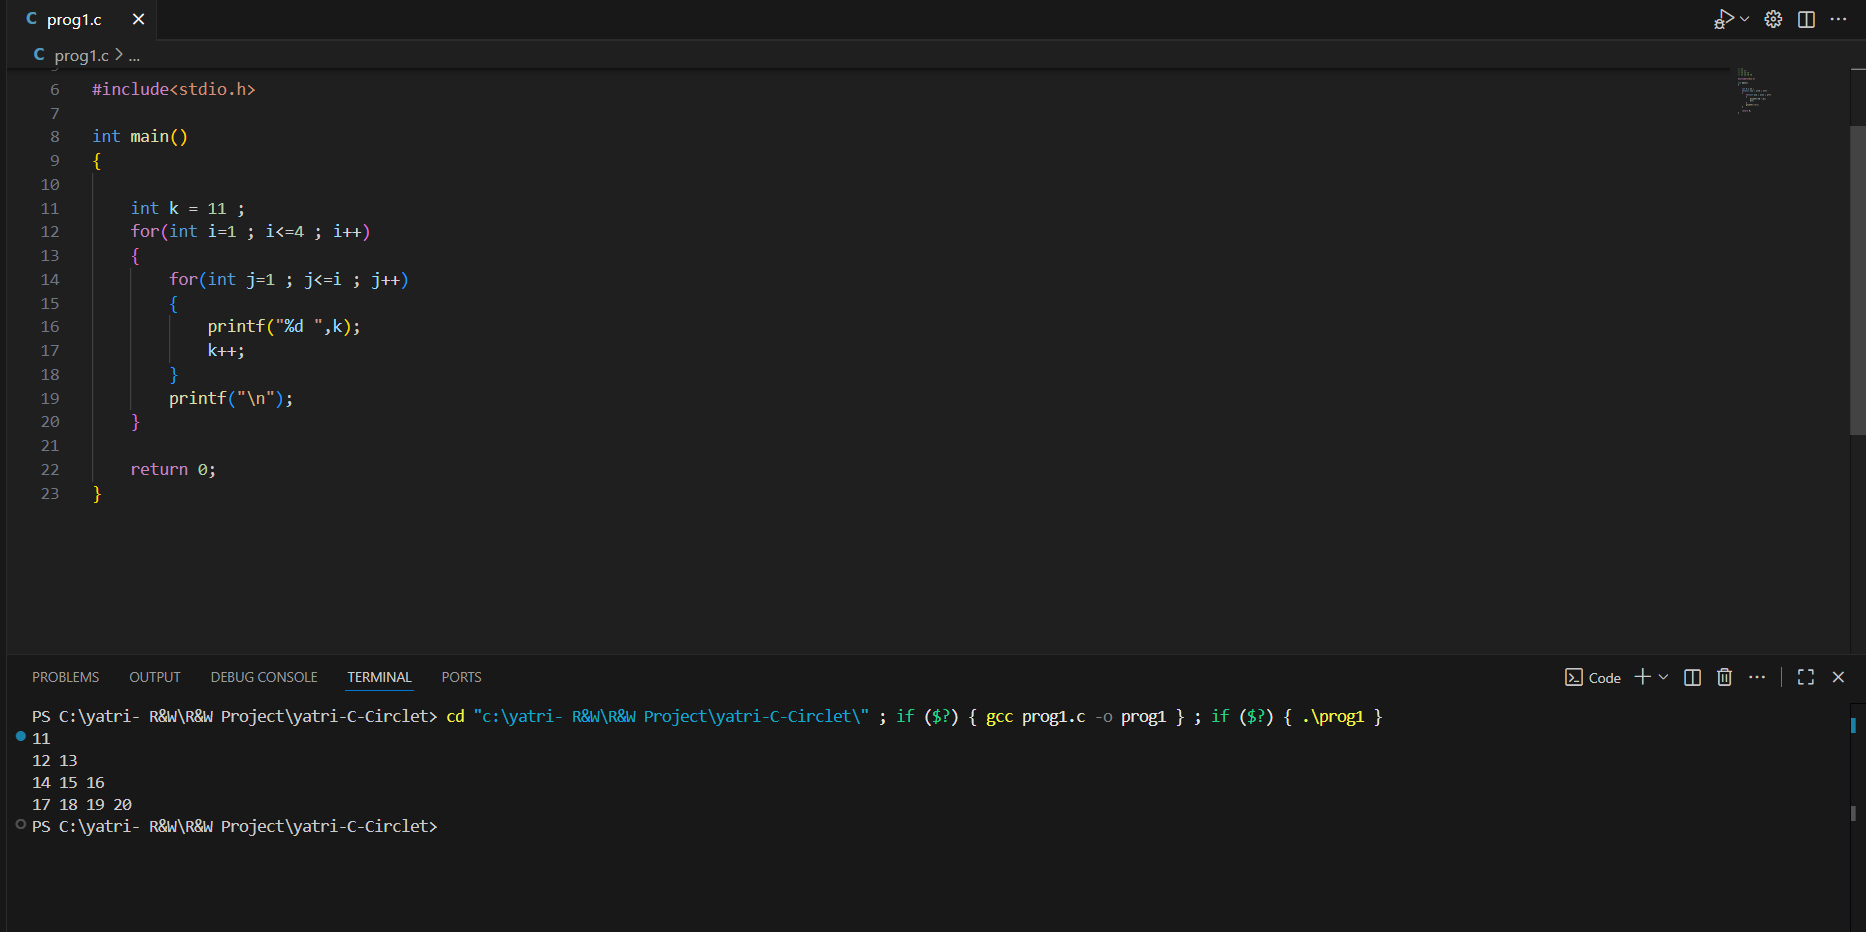 C prog1.c
C prog1.c > ...
6 #include<stdio.h>
7
8 int main()
9 {
10
11 int k = 11 ;
12 for(int i=1 ; i<=4 ; i++)
13 {
14 for(int j=1 ; j<=i ; j++)
15 {
16 printf("%d ",k);
17 k++;
18 }
19 printf("\n");
20 }
21
22 return 0;
23 }
PROBLEMS OUTPUT DEBUG CONSOLE TERMINAL PORTS Code
PS C:\yatri- R&W\R&W Project\yatri-C-Circlet> cd "c:\yatri- R&W\R&W Project\yatri-C-Circlet\" ; if ($?) { gcc prog1.c -o prog1 } ; if ($?) { .\prog1 }
11
12 13
14 15 16
17 18 19 20
PS C:\yatri- R&W\R&W Project\yatri-C-Circlet>